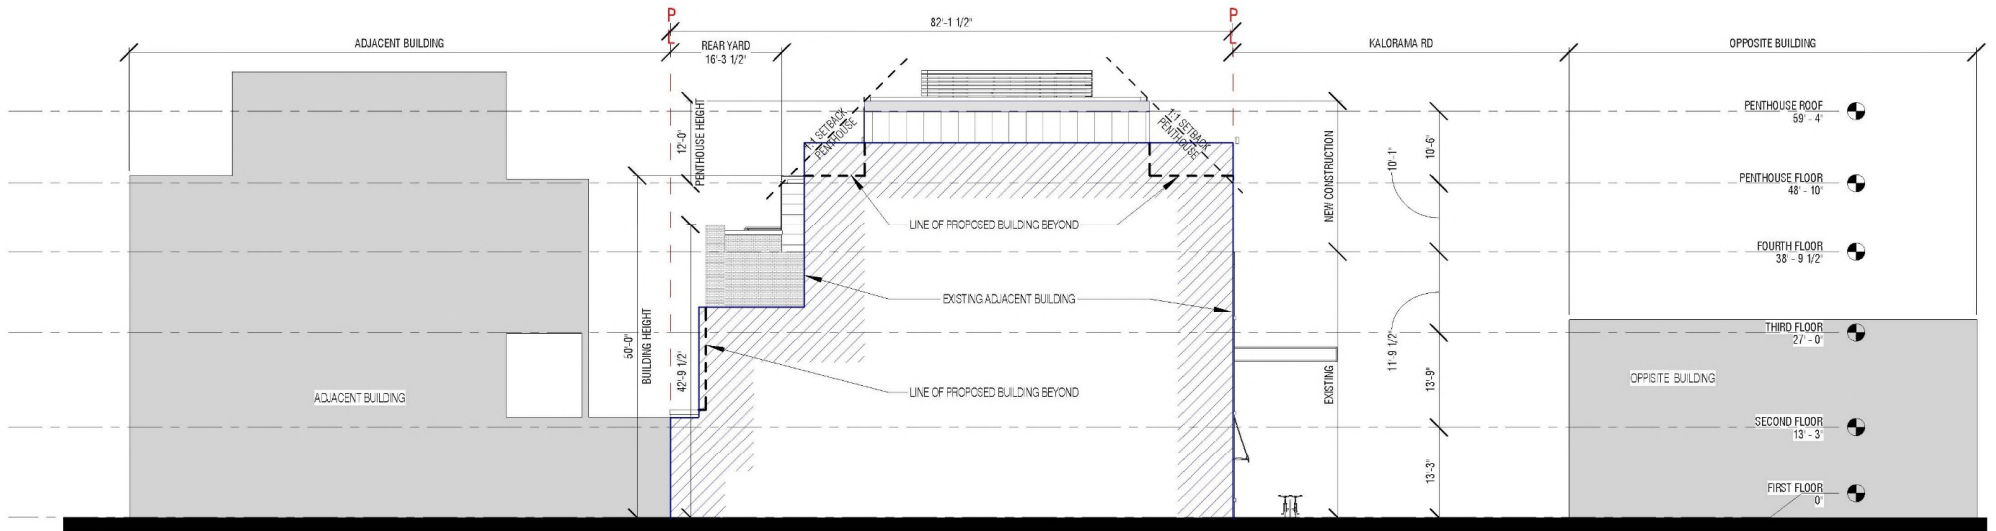 P
L
82'-1 1/2"
P
L
ADJACENT BUILDING
REAR YARD
16'-3 1/2"
KALORAMA RD
OPPOSITE BUILDING
12'-0"
PENTHOUSE HEIGHT
1:1 SETBACK
PENTHOUSE
1:1 SETBACK
PENTHOUSE
NEW CONSTRUCTION
10'-1"
10'-6"
PENTHOUSE ROOF
59' - 4"
PENTHOUSE FLOOR
48' - 10"
LINE OF PROPOSED BUILDING BEYOND
FOURTH FLOOR
38' - 9 1/2"
EXISTING ADJACENT BUILDING
50'-0"
BUILDING HEIGHT
42'-9 1/2"
EXISTING
11'-9 1/2"
13'-9"
THIRD FLOOR
27' - 0"
ADJACENT BUILDING
LINE OF PROPOSED BUILDING BEYOND
OPPISITE BUILDING
SECOND FLOOR
13' - 3"
13'-3"
FIRST FLOOR
0"